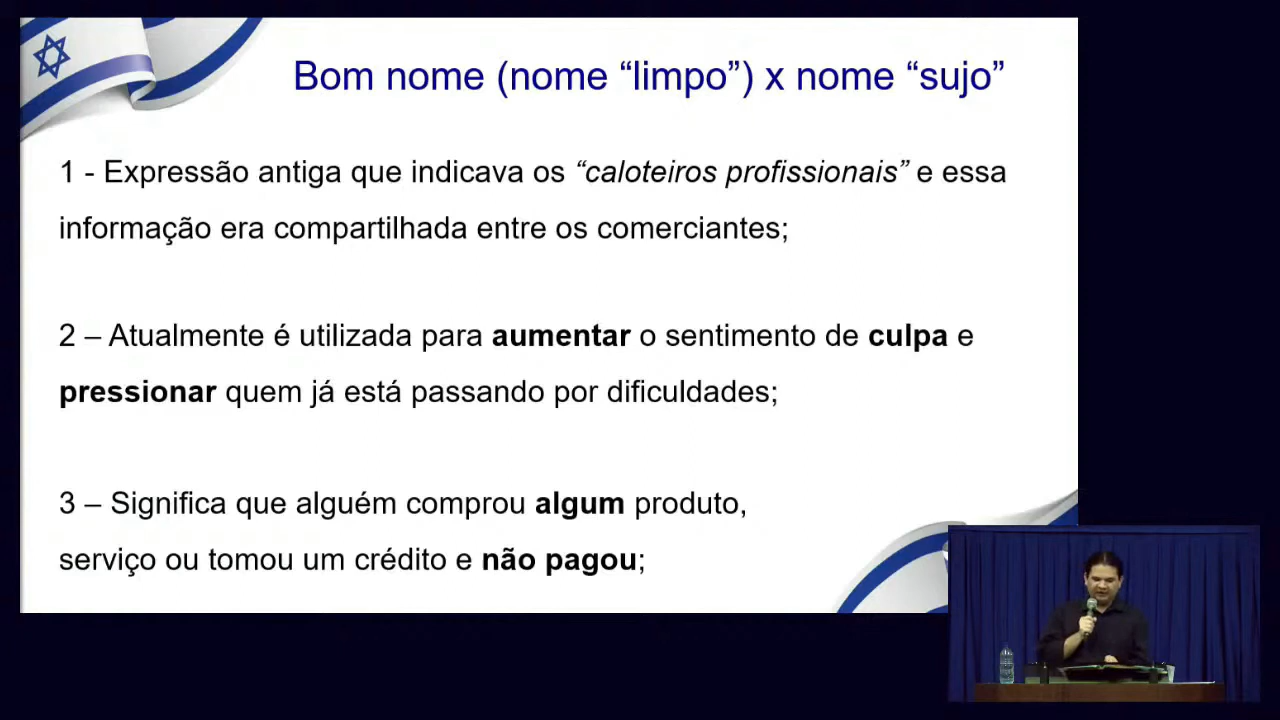 Bom nome (nome “limpo”) x nome “sujo”
1 - Expressão antiga que indicava os “caloteiros profissionais” e essa
informação era compartilhada entre os comerciantes;
2 – Atualmente é utilizada para aumentar o sentimento de culpa e
pressionar quem já está passando por dificuldades;
3 – Significa que alguém comprou algum produto,
serviço ou tomou um crédito e não pagou;